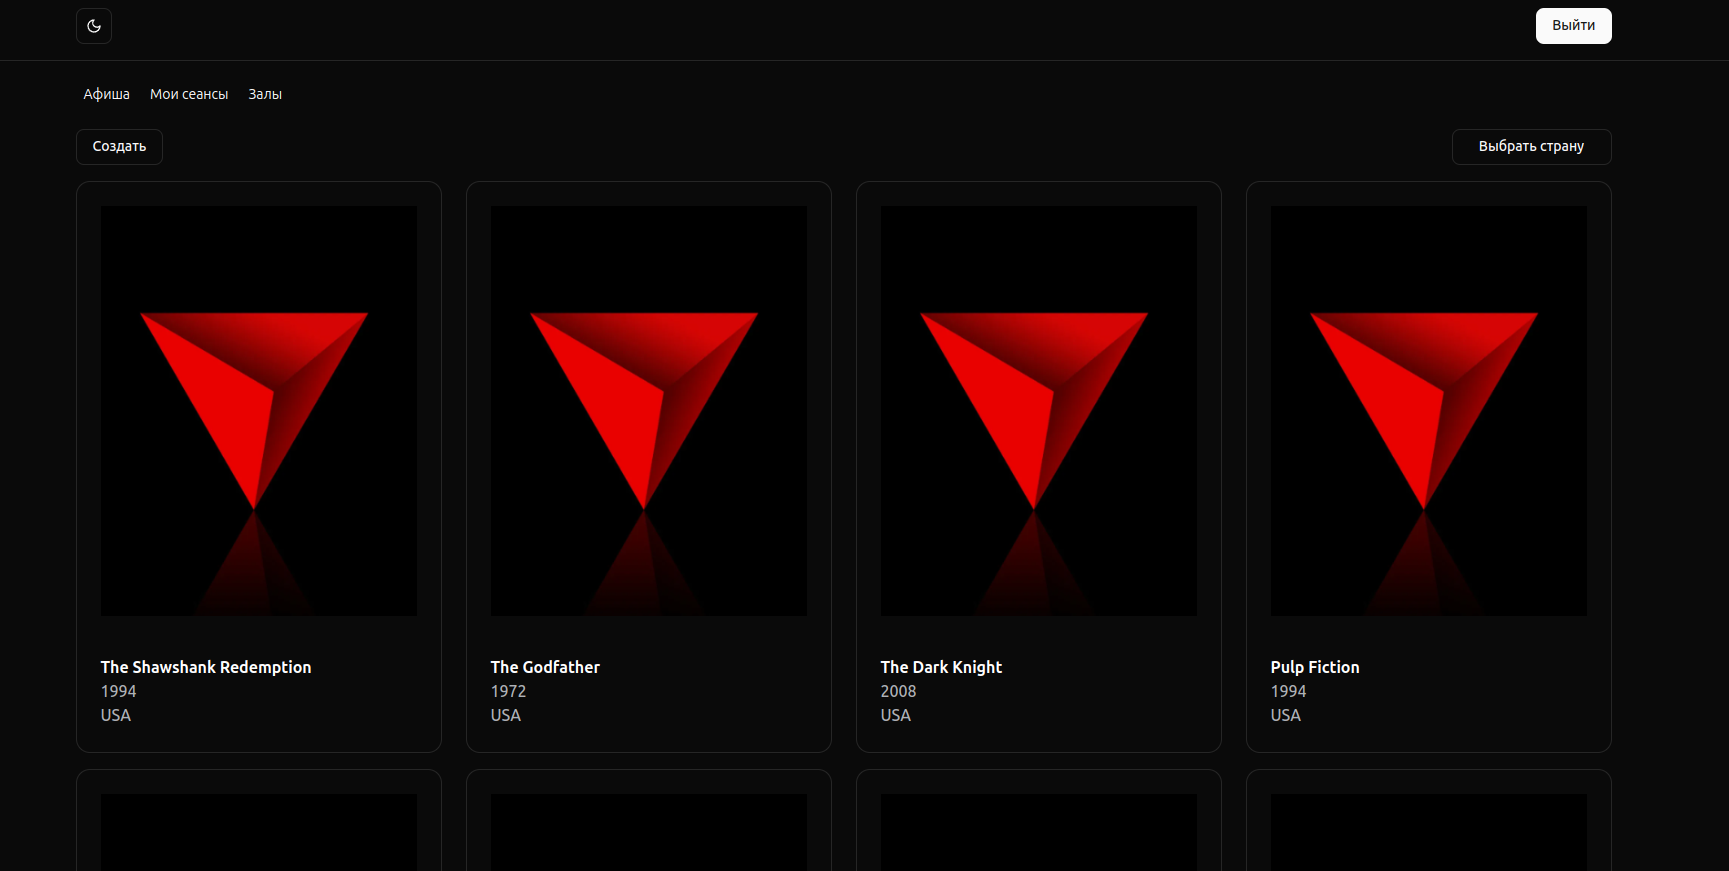 Выйти
Афиша Мои сеансы Залы
Создать
Выбрать страну
The Shawshank Redemption
1994
USA
The Godfather
1972
USA
The Dark Knight
2008
USA
Pulp Fiction
1994
USA